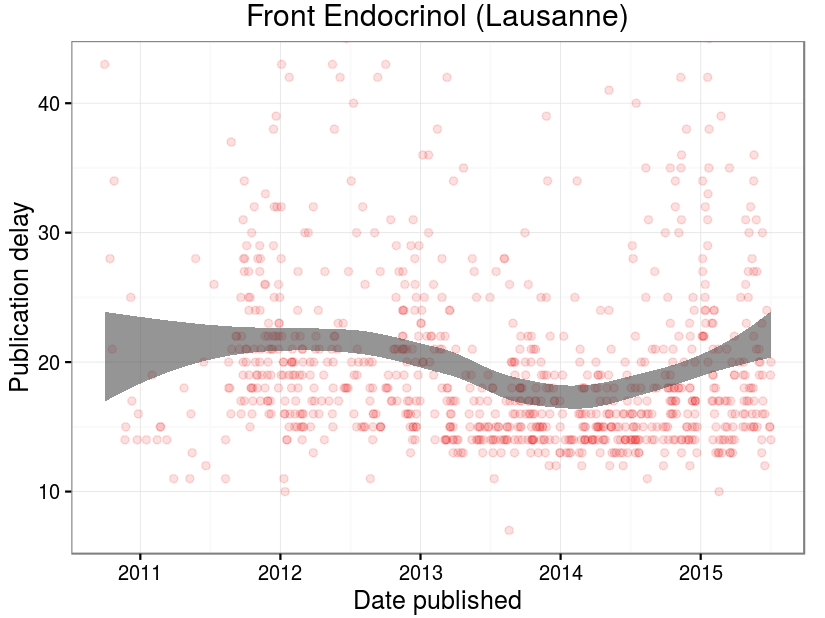 Front Endocrinol (Lausanne)
Publication delay
40
30
20
10
2011 2012 2013 2014 2015
Date published